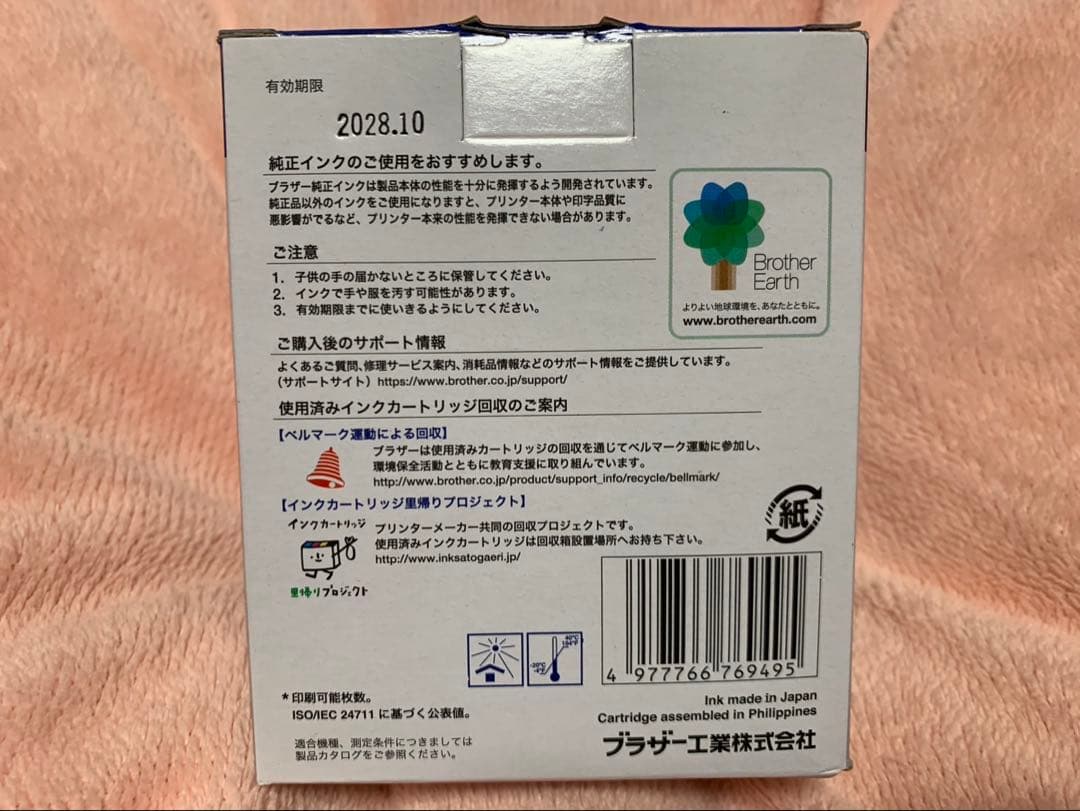 有効期限
2028.10
純正インクのご使用をおすすめします。
ブラザー純正インクは製品本体の性能を十分に発揮するよう開発されています。
純正品以外のインクをご使用になりますと、プリンター本体や印字品質に
悪影響がでるなど、プリンター本来の性能を発揮できない場合があります。
Brother
Earth
よりよい地球環境を、あなたとともに。
www.brotherearth.com
ご注意
1. 子供の手の届かないところに保管してください。
2. インクで手や服を汚す可能性があります。
3. 有効期限までに使いきるようにしてください。
ご購入後のサポート情報
よくあるご質問、修理サービス案内、消耗品情報などのサポート情報をご提供しています。
(サポートサイト) https://www.brother.co.jp/support/
使用済みインクカートリッジ回収のご案内
【ベルマーク運動による回収】
ブラザーは使用済みカートリッジの回収を通じてベルマーク運動に参加し、
環境保全活動とともに教育支援に取り組んでいます。
http://www.brother.co.jp/product/support_info/recycle/bellmark/
【インクカートリッジ里帰りプロジェクト】
インクカートリッジ
里帰りプロジェクト
プリンターメーカー共同の回収プロジェクトです。
使用済みインクカートリッジは回収箱設置場所へお持ち下さい。
http://www.inksatogaeri.jp/
紙
40°C
104°F
-20°C
-4°F
4 977766 769495
*印刷可能枚数。
ISO/IEC 24711 に基づく公表値。
適合機種、測定条件につきましては
製品カタログをご参照ください。
Ink made in Japan
Cartridge assembled in Philippines
ブラザー工業株式会社